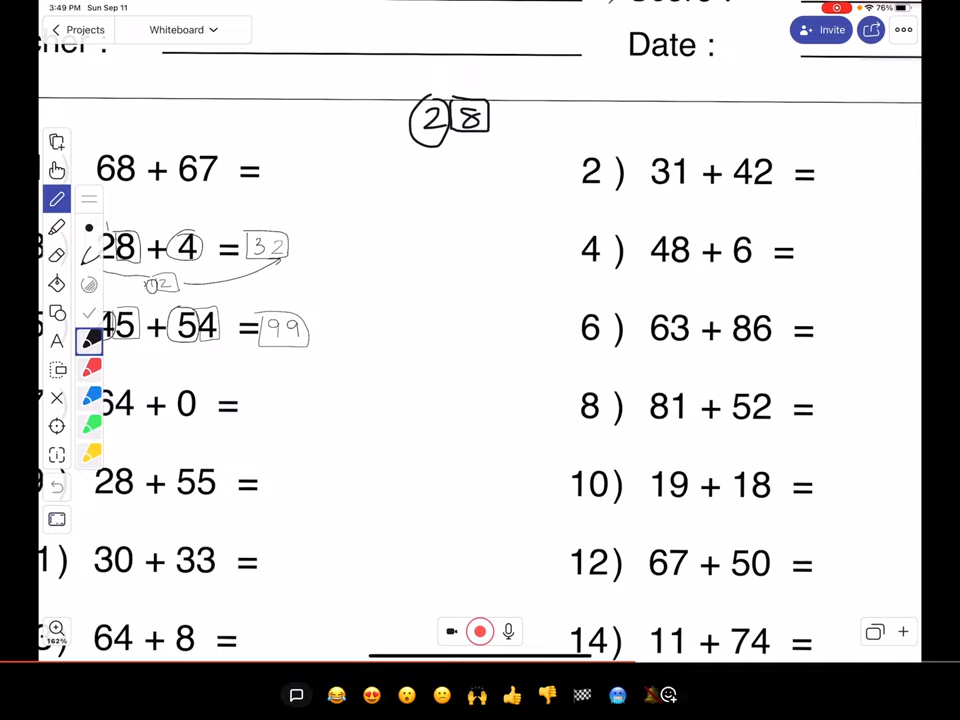 3:49 PM Sun Sep 11 76%
Projects Whiteboard Invite
Date :
28
68 + 67 = 2 ) 31 + 42 =
28 + 4 = 32 4 ) 48 + 6 =
12
45 + 54 = 99 6 ) 63 + 86 =
64 + 0 = 8 ) 81 + 52 =
28 + 55 = 10) 19 + 18 =
1) 30 + 33 = 12) 67 + 50 =
64 + 8 = 14) 11 + 74 =
162%